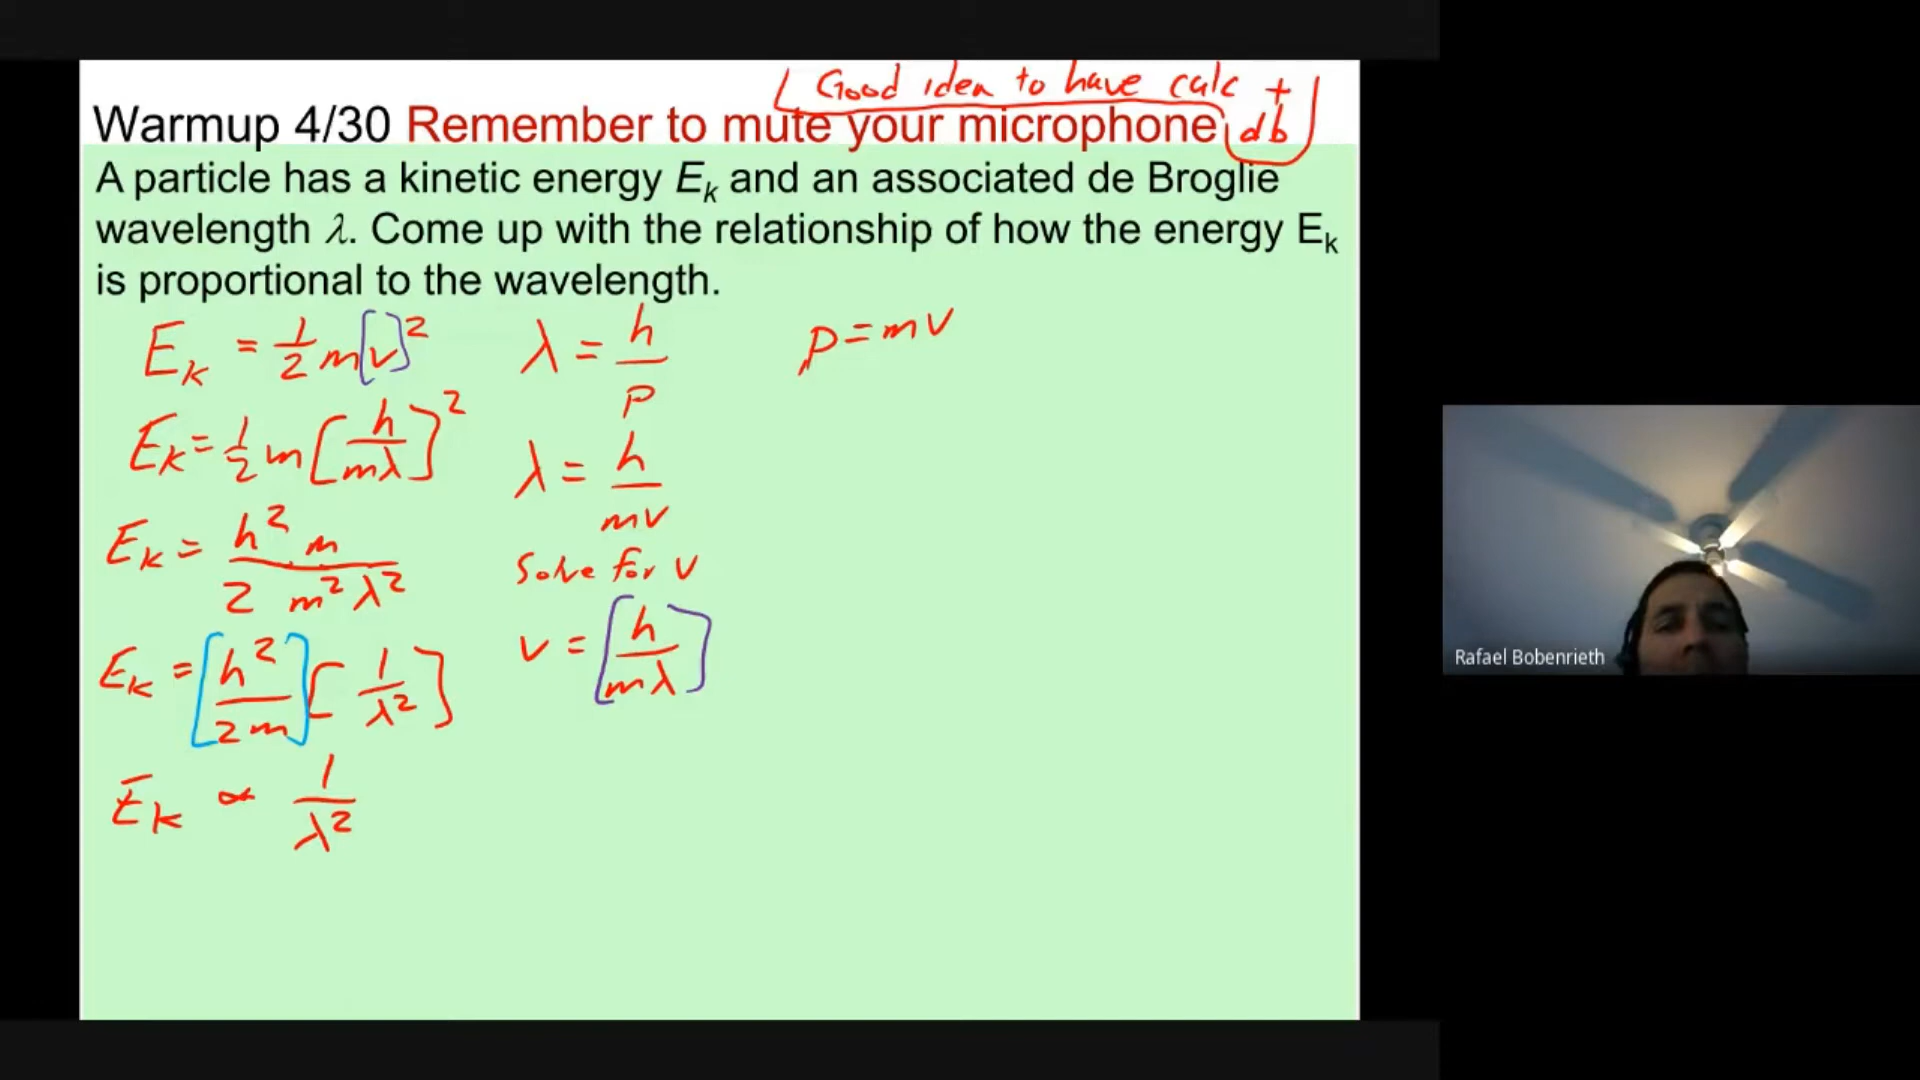 Good idea to have calc +
Warmup 4/30 Remember to mute your microphone db
A particle has a kinetic energy Eₖ and an associated de Broglie
wavelength λ. Come up with the relationship of how the energy Eₖ
is proportional to the wavelength.
Eₖ = 1/2 m[v]²
Eₖ = 1/2 m [h/mλ]²
Eₖ = h² m / 2 m² λ²
Eₖ = [h²/2m] [1/λ²]
Eₖ ∝ 1/λ²
λ = h/p
λ = h/mv
Solve for v
v = [h/mλ]
p = mv
Rafael Bobenrieth